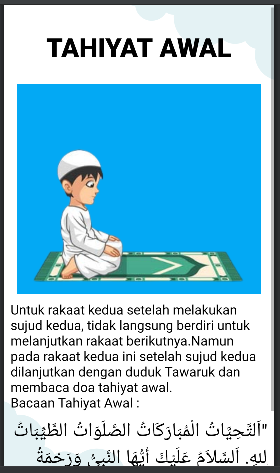 TAHIYAT AWAL
Untuk rakaat kedua setelah melakukan
sujud kedua, tidak langsung berdiri untuk
melanjutkan rakaat berikutnya.Namun
pada rakaat kedua ini setelah sujud kedua
dilanjutkan dengan duduk Tawaruk dan
membaca doa tahiyat awal.
Bacaan Tahiyat Awal :
"اَلتَّحِيَّاتُ الْمُبَارَكَاتُ الصَّلَوَاتُ الطَّيِّبَاتُ
لِلهِ. اَلسَّلاَمُ عَلَيْكَ أَيُّهَا النَّبِيُّ وَرَحْمَةُ